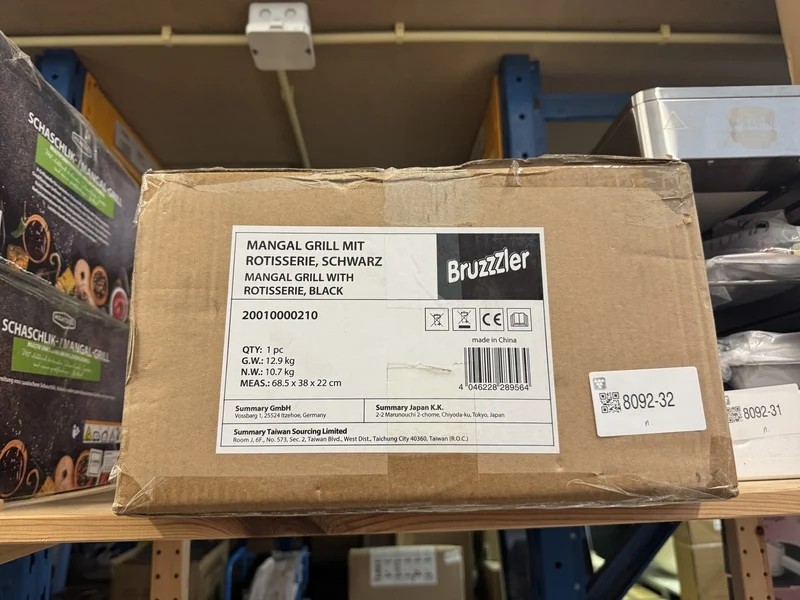 MANGAL GRILL MIT
ROTISSERIE, SCHWARZ
MANGAL GRILL WITH
ROTISSERIE, BLACK
Bruzzzler
20010000210
made in China
QTY: 1 pc
G.W.: 12.9 kg
N.W.: 10.7 kg
MEAS.: 68.5 x 38 x 22 cm
4 046228 289564
Summary GmbH
Vossbarg 1, 25524 Itzehoe, Germany
Summary Japan K.K.
2-2 Marunouchi 2-chome, Chiyoda-ku, Tokyo, Japan
Summary Taiwan Sourcing Limited
Room J, 6F., No. 573, Sec. 2, Taiwan Blvd., West Dist., Taichung City 40360, Taiwan (R.O.C.)
8092-32
8092-31
SCHASCHLIK- / MANGAL-GRILL
SCHASCHLIK- / MANGAL-GRILL